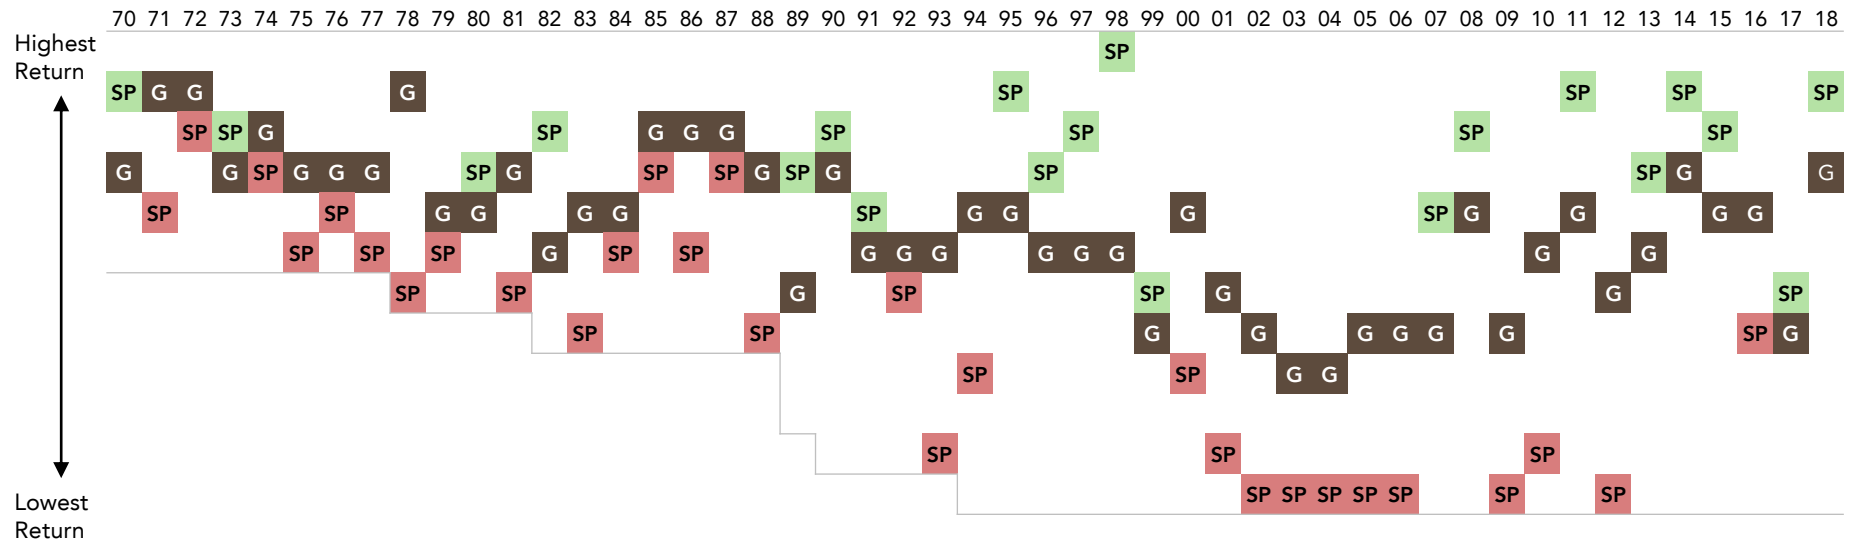 70 71 72 73 74 75 76 77 78 79 80 81 82 83 84 85 86 87 88 89 90 91 92 93 94 95 96 97 98 99 00 01 02 03 04 05 06 07 08 09 10 11 12 13 14 15 16 17 18
Highest
Return
SP
SP G G G SP SP SP SP
SP SP G SP G G G SP SP SP SP
G G SP G G G SP G SP SP G SP G SP SP G G
SP SP G G G G SP G G G SP G G G G
SP SP SP G SP SP G G G G G G G G
SP SP G SP SP G G SP
SP SP G G G G G G SP G
SP SP G G
SP SP SP
SP SP SP SP SP SP SP
Lowest
Return